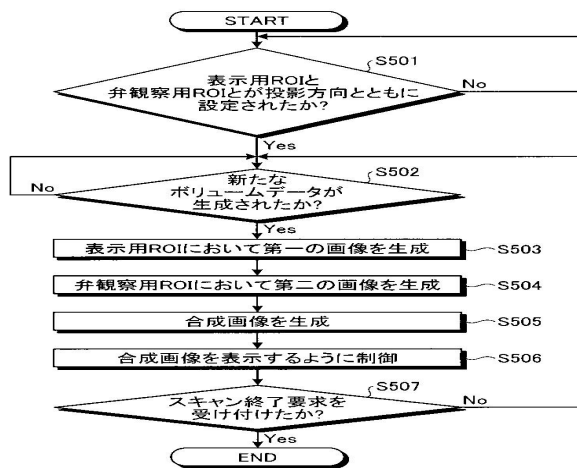 START
S501
表示用ROIと
弁観察用ROIとが投影方向とともに
設定されたか?
No
Yes
S502
新たな
ボリュームデータが
生成されたか?
No
Yes
表示用ROIにおいて第一の画像を生成
S503
弁観察用ROIにおいて第二の画像を生成
S504
合成画像を生成
S505
合成画像を表示するように制御
S506
S507
スキャン終了要求を
受け付けたか?
No
Yes
END